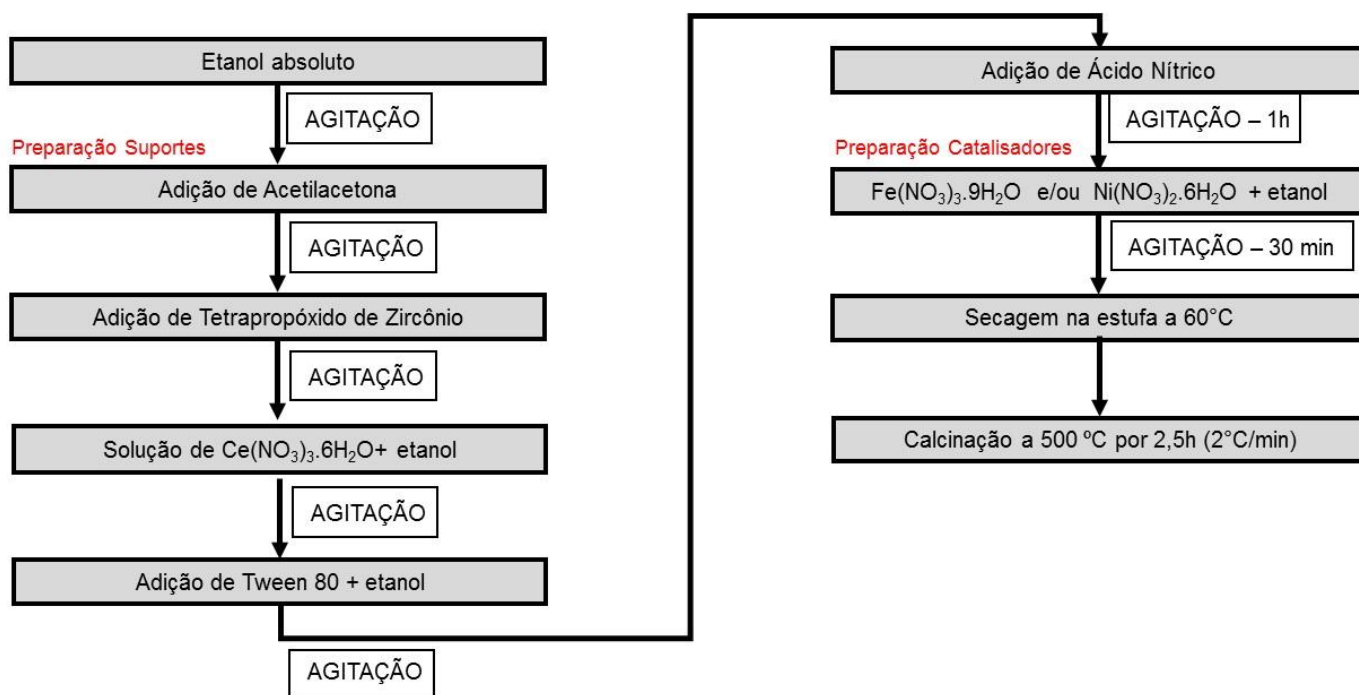 Etanol absoluto
AGITAÇÃO
Preparação Suportes
Adição de Acetilacetona
AGITAÇÃO
Adição de Tetrapropóxido de Zircônio
AGITAÇÃO
Solução de Ce(NO₃)₃.6H₂O+ etanol
AGITAÇÃO
Adição de Tween 80 + etanol
AGITAÇÃO
Adição de Ácido Nítrico
AGITAÇÃO – 1h
Preparação Catalisadores
Fe(NO₃)₃.9H₂O e/ou Ni(NO₃)₂.6H₂O + etanol
AGITAÇÃO – 30 min
Secagem na estufa a 60°C
Calcinação a 500 ºC por 2,5h (2°C/min)